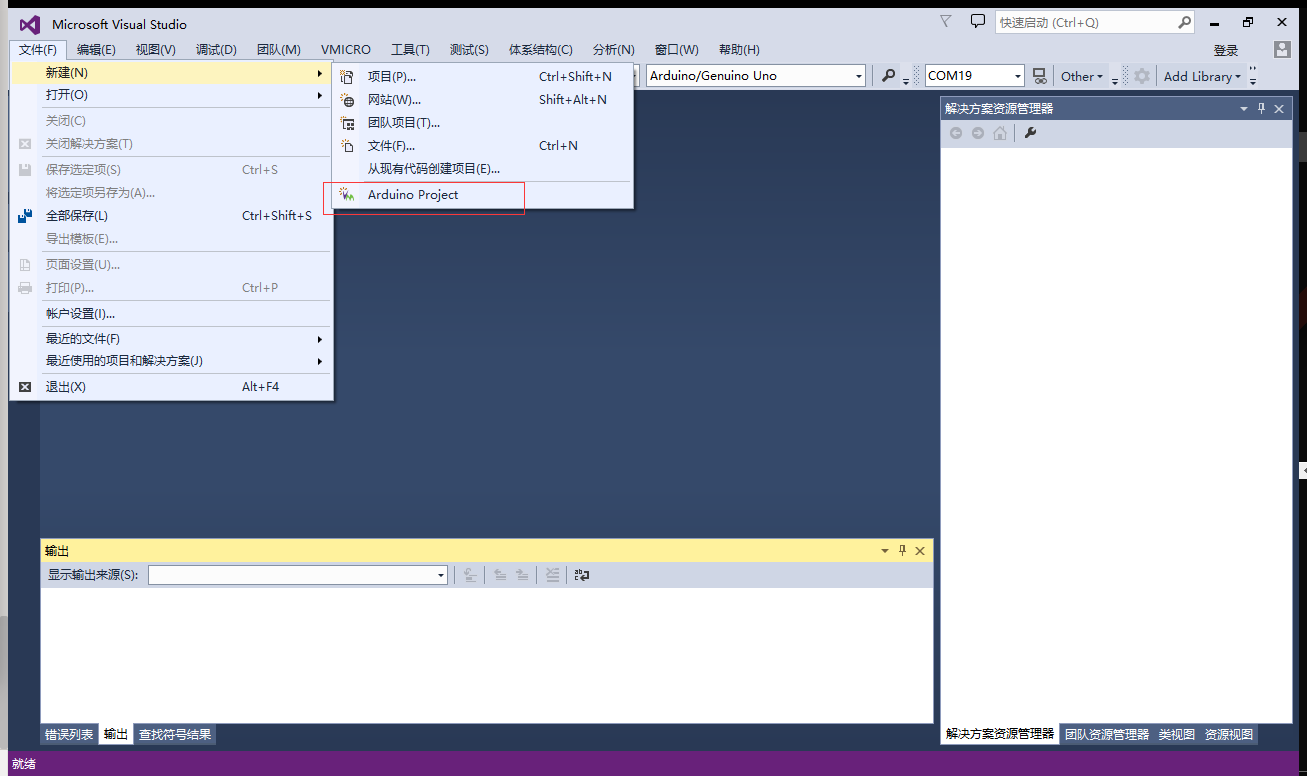 Microsoft Visual Studio
快速启动 (Ctrl+Q)
文件(F) 编辑(E) 视图(V) 调试(D) 团队(M) VMICRO 工具(T) 测试(S) 体系结构(C) 分析(N) 窗口(W) 帮助(H) 登录
Arduino/Genuino Uno COM19 Other Add Library
新建(N)
打开(O)
关闭(C)
关闭解决方案(T)
保存选定项(S) Ctrl+S
将选定项另存为(A)...
全部保存(L) Ctrl+Shift+S
导出模板(E)...
页面设置(U)...
打印(P)... Ctrl+P
帐户设置(I)...
最近的文件(F)
最近使用的项目和解决方案(J)
退出(X) Alt+F4
项目(P)... Ctrl+Shift+N
网站(W)... Shift+Alt+N
团队项目(T)...
文件(F)... Ctrl+N
从现有代码创建项目(E)...
Arduino Project
解决方案资源管理器
输出
显示输出来源(S):
错误列表 输出 查找符号结果
解决方案资源管理器 团队资源管理器 类视图 资源视图
就绪